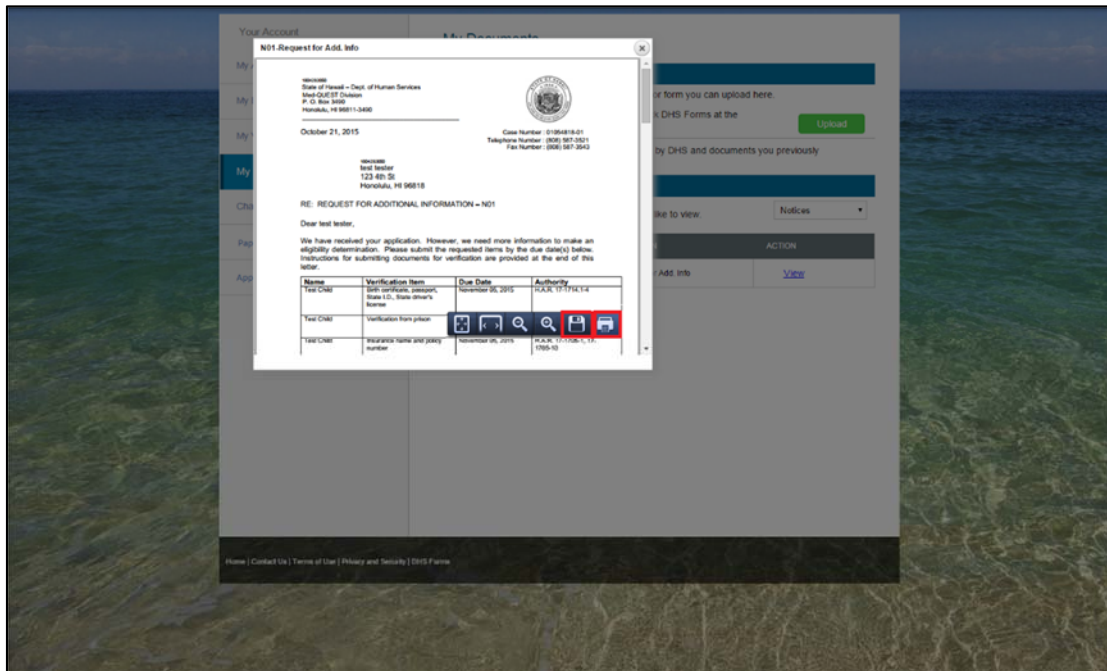 Your Account
My Documents
N01-Request for Add. Info
State of Hawaii – Dept. of Human Services
Med-QUEST Division
P. O. Box 3490
Honolulu, HI 96811-3490
October 21, 2015
Case Number : 01054818-01
Telephone Number : (808) 587-3521
Fax Number : (808) 587-3543
test tester
123 4th St
Honolulu, HI 96818
RE: REQUEST FOR ADDITIONAL INFORMATION – N01
Dear test tester,
We have received your application. However, we need more information to make an
eligibility determination. Please submit the requested items by the due date(s) below.
Instructions for submitting documents for verification are provided at the end of this
letter.
Name Verification Item Due Date Authority
Test Child Birth certificate, passport, November 06, 2015 H.A.R. 17-1714.1-4
State I.D., State driver's
license
Test Child Verification from prison
Test Child Insurance name and policy November 06, 2015 H.A.R. 17-1705-1, 17-
number 1705-10
My
My
My
My
Cha
Pap
App
or form you can upload here.
k DHS Forms at the
Upload
by DHS and documents you previously
like to view.
Notices
ACTION
Add. Info
View
Home | Contact Us | Terms of Use | Privacy and Security | DHS Forms